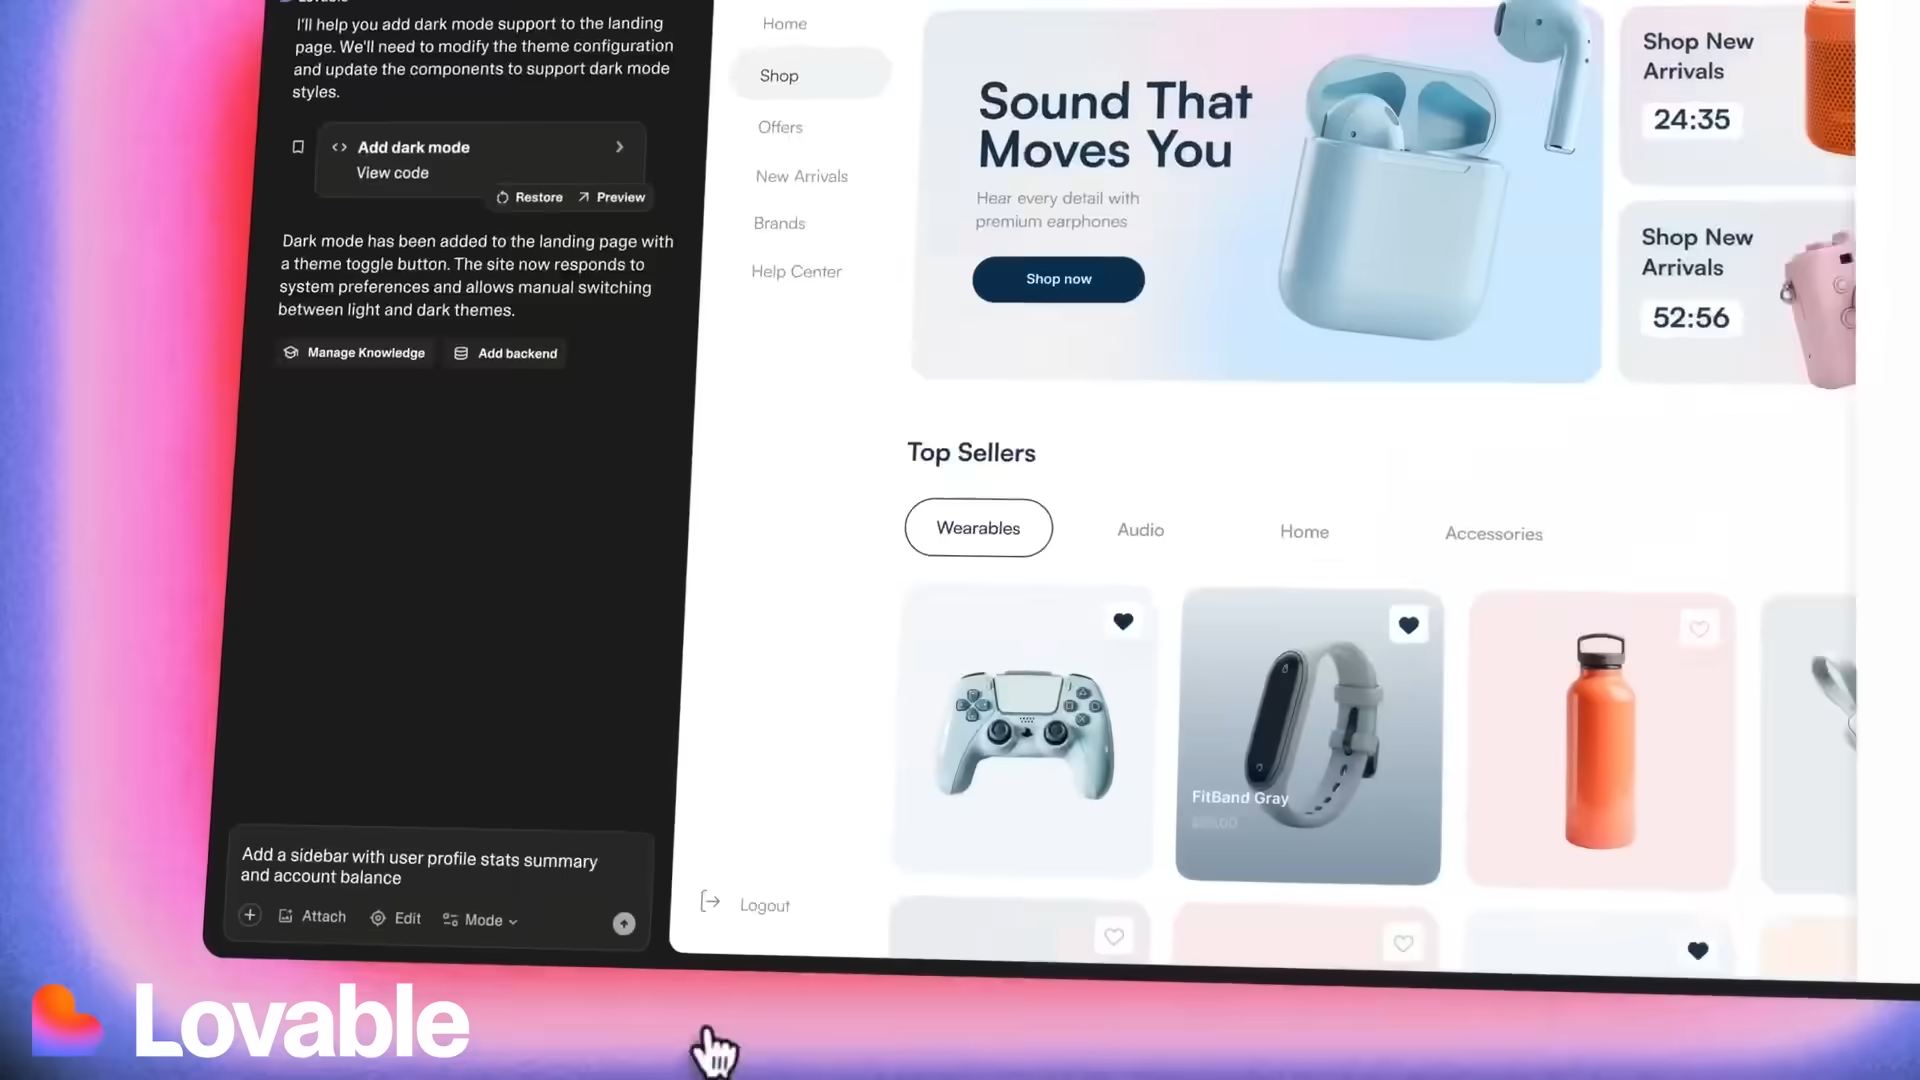 I'll help you add dark mode support to the landing
page. We'll need to modify the theme configuration
and update the components to support dark mode
styles.
Add dark mode
View code
Restore
Preview
Dark mode has been added to the landing page with
a theme toggle button. The site now responds to
system preferences and allows manual switching
between light and dark themes.
Manage Knowledge
Add backend
Add a sidebar with user profile stats summary
and account balance
Attach
Edit
Mode
Home
Shop
Offers
New Arrivals
Brands
Help Center
Logout
Sound That
Moves You
Hear every detail with
premium earphones
Shop now
Shop New
Arrivals
24:35
Shop New
Arrivals
52:56
Top Sellers
Wearables
Audio
Home
Accessories
FitBand Gray
Lovable